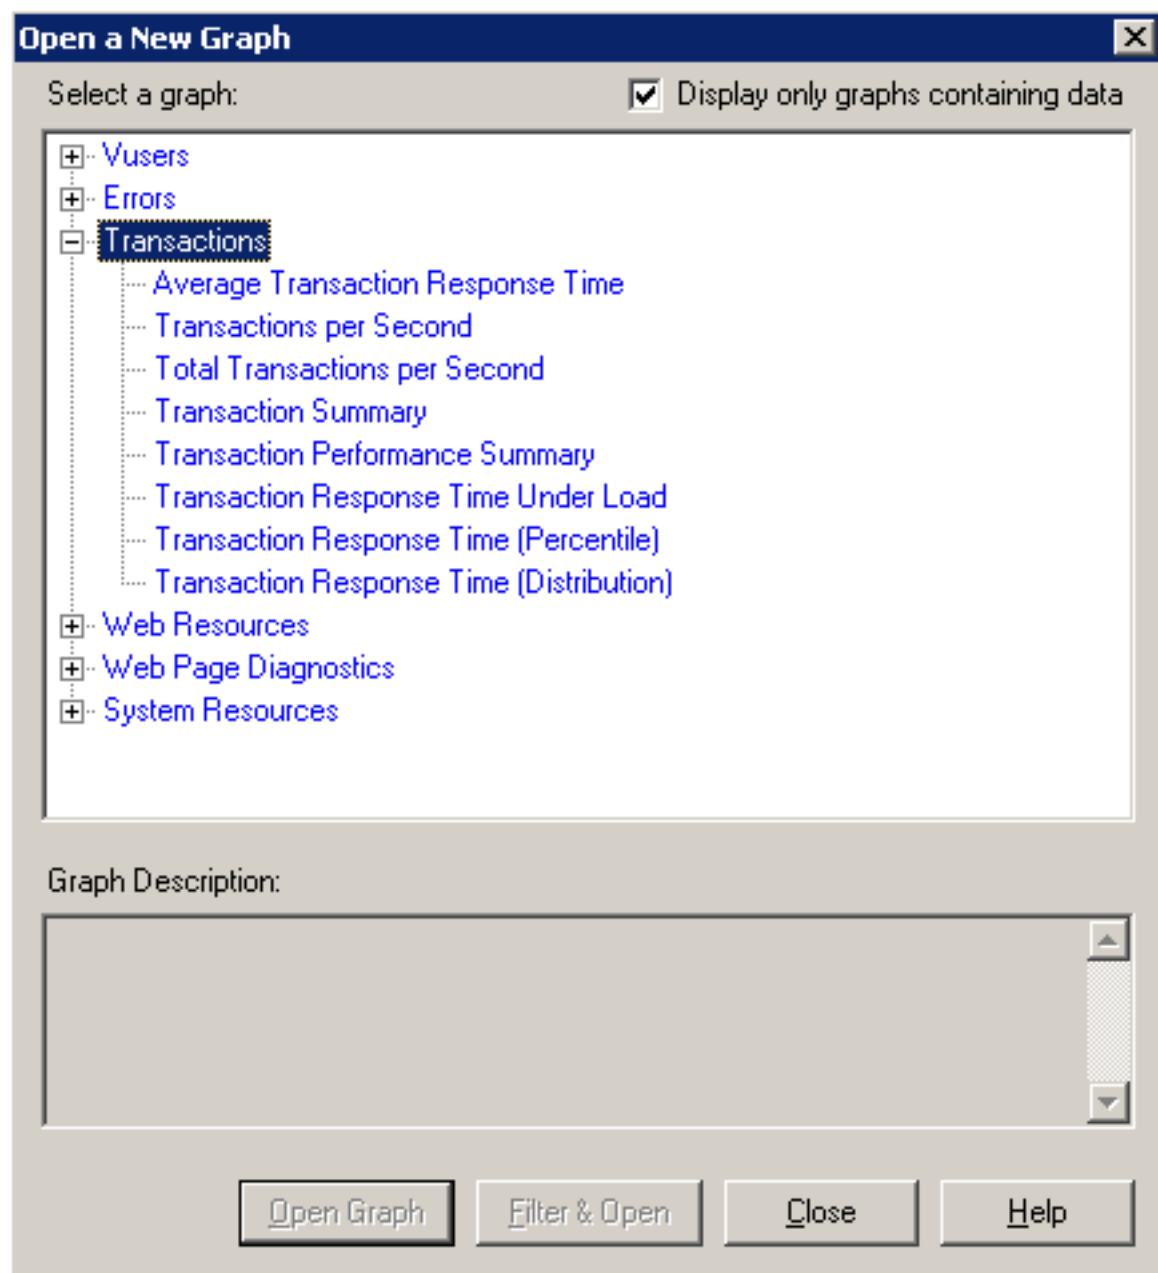 Open a New Graph
Select a graph: Display only graphs containing data
Vusers
Errors
Transactions
Average Transaction Response Time
Transactions per Second
Total Transactions per Second
Transaction Summary
Transaction Performance Summary
Transaction Response Time Under Load
Transaction Response Time (Percentile)
Transaction Response Time (Distribution)
Web Resources
Web Page Diagnostics
System Resources
Graph Description:
Open Graph Filter & Open Close Help